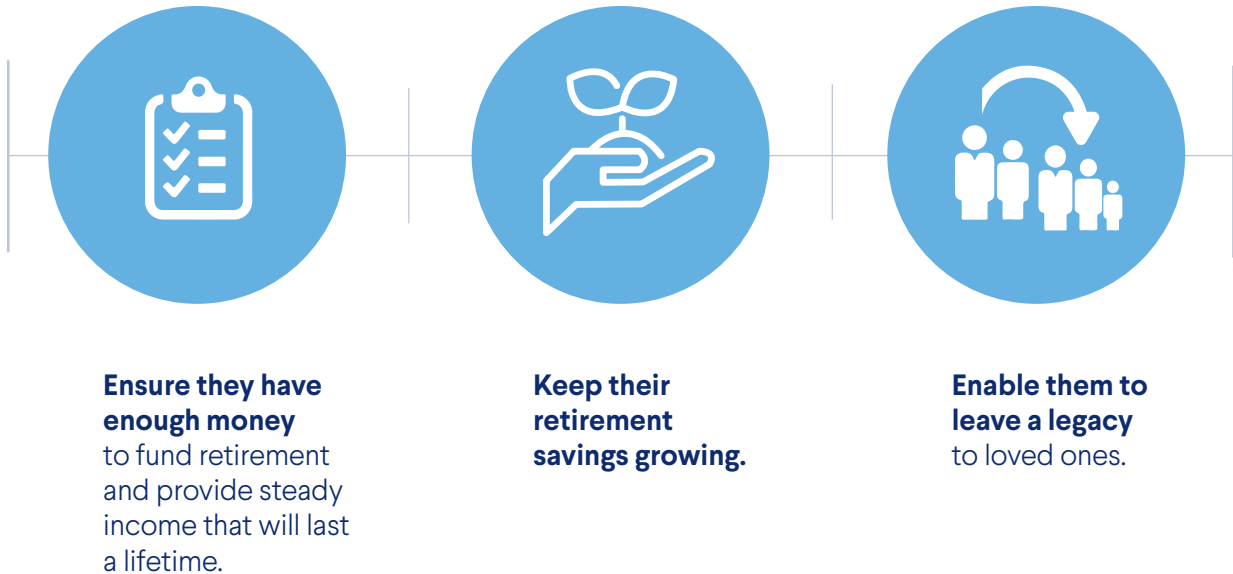 Ensure they have
enough money
to fund retirement
and provide steady
income that will last
a lifetime.
Keep their
retirement
savings growing.
Enable them to
leave a legacy
to loved ones.